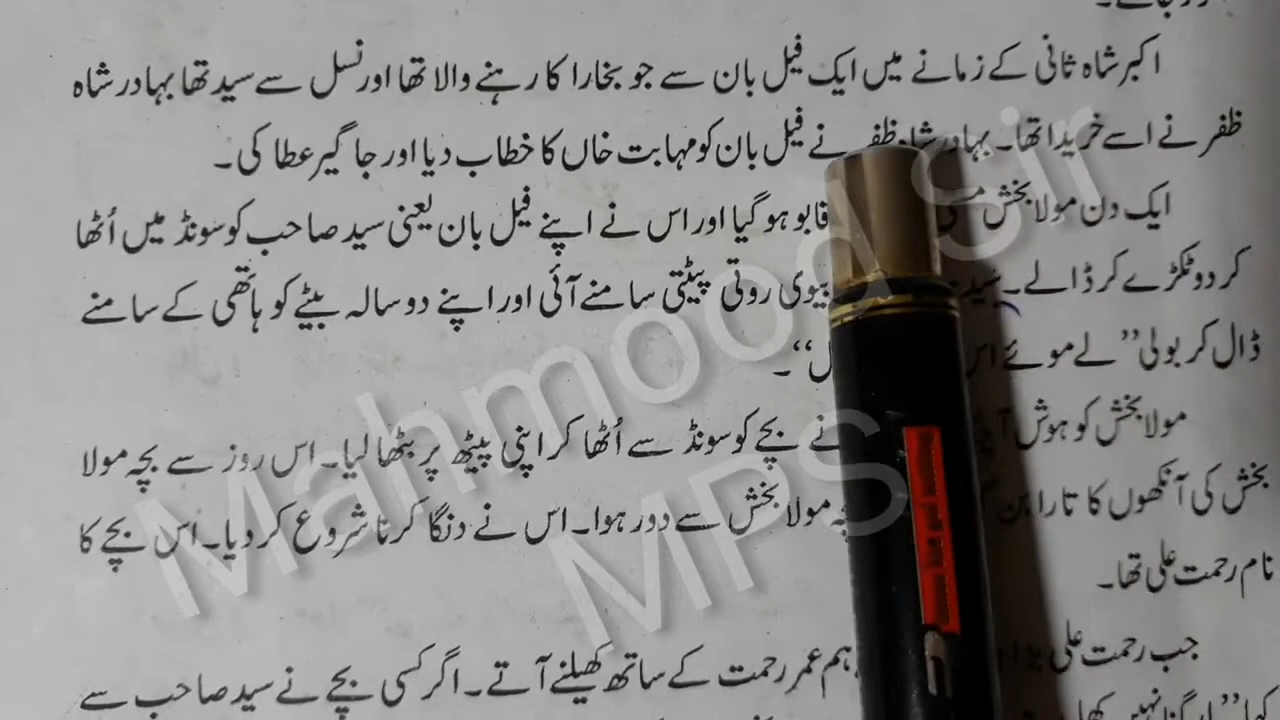 اکبر شاہ ثانی کے زمانے میں ایک فیل بان سے جو بخارا کا رہنے والا تھا اور نسل سے سید تھا بہادر شاہ
ظفر نے اسے خریدا تھا۔ بہادر شاہ ظفر نے فیل بان کو مہابت خاں کا خطاب دیا اور جاگیر عطا کی۔
ایک دن مولا بخش قابو ہو گیا اور اس نے اپنے فیل بان یعنی سید صاحب کو سونڈ میں اُٹھا
کر دو ٹکڑے کر ڈالے۔ سید بیوی روتی پیٹتی سامنے آئی اور اپنے دو سالہ بیٹے کو ہاتھی کے سامنے
ڈال کر بولی ”لے موئے اس
مولا بخش کو ہوش نے بچے کو سونڈ سے اُٹھا کر اپنی پیٹھ پر بٹھا لیا۔ اس روز سے بچہ مولا
بخش کی آنکھوں کا تارا بن مولا بخش سے دور ہوا۔ اس نے دنگا کرنا شروع کر دیا۔ اس بچے کا
نام رحمت علی تھا۔
جب رحمت علی ہم عمر رحمت کے ساتھ کھیلنے آتے۔ اگر کسی بچے نے سید صاحب سے
Mahmood Sir
MPS